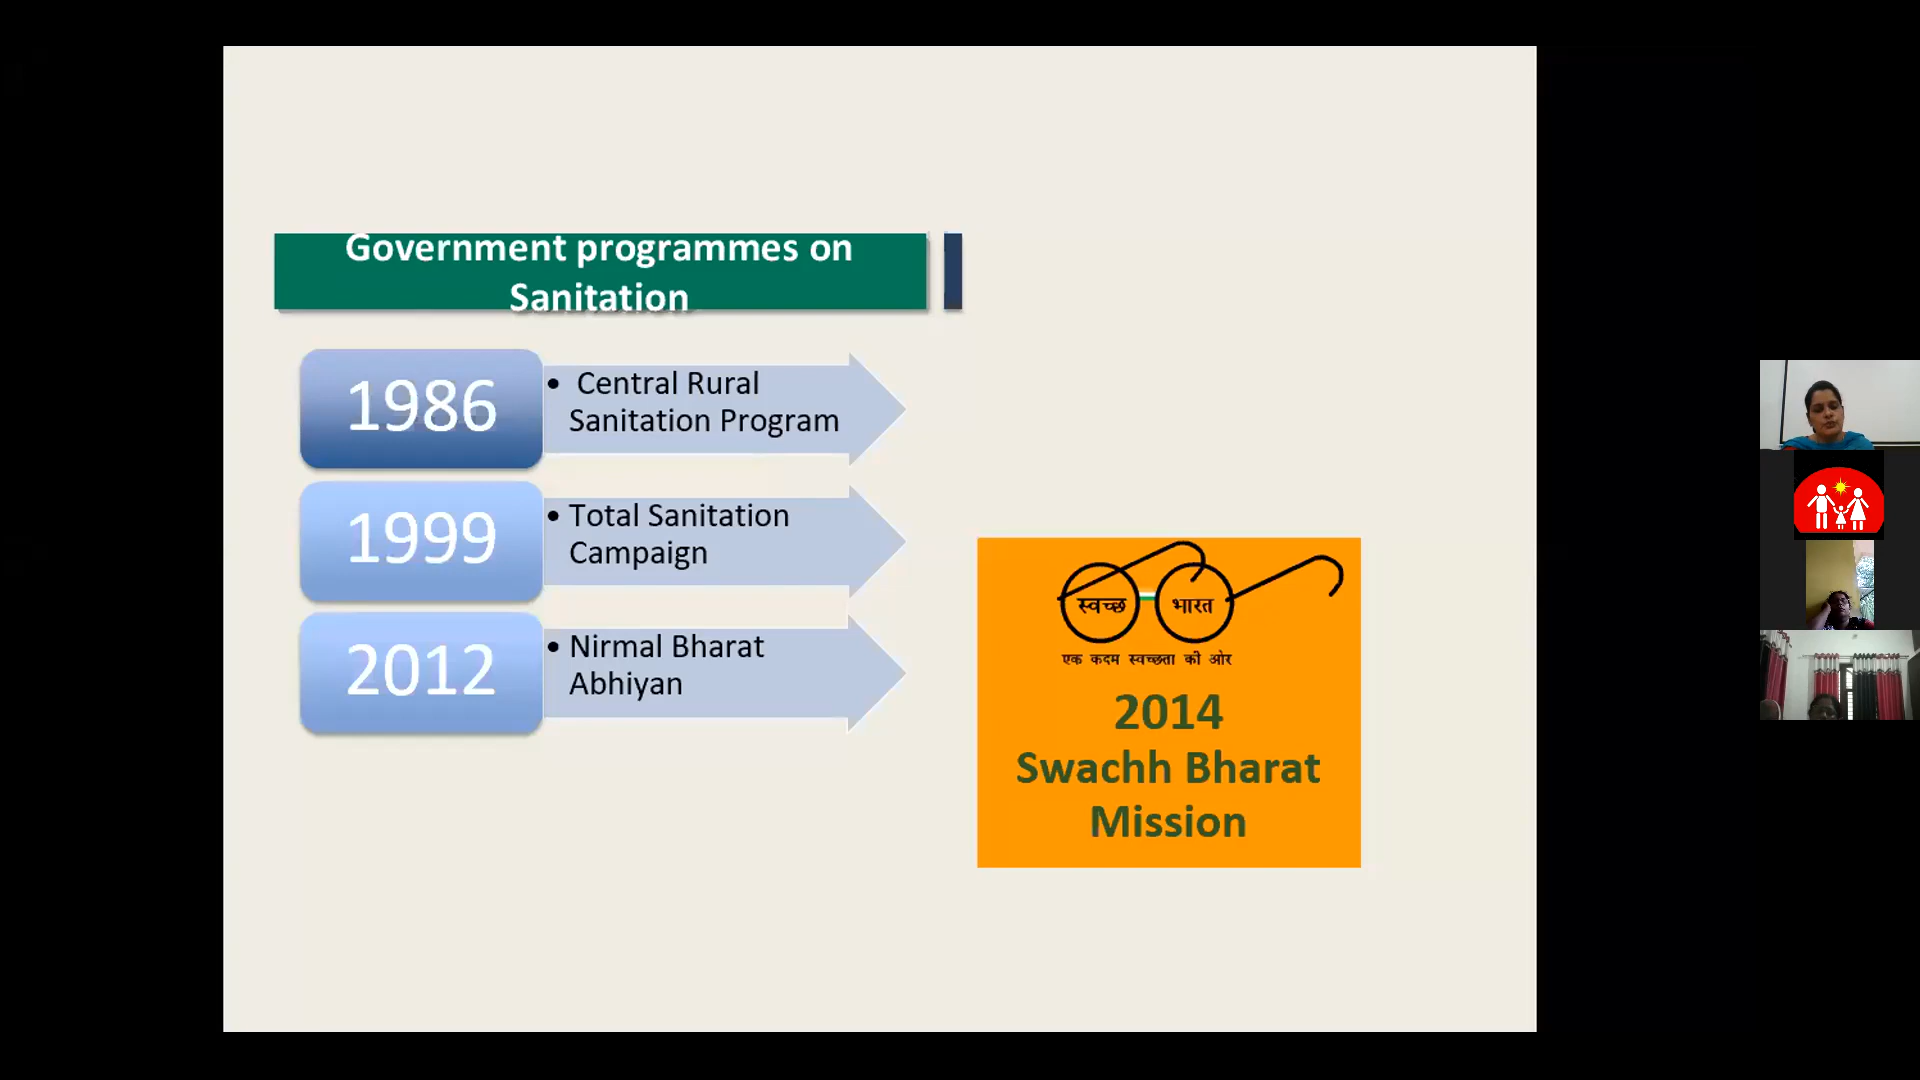 Government programmes on
Sanitation
1986
• Central Rural
Sanitation Program
1999
• Total Sanitation
Campaign
2012
• Nirmal Bharat
Abhiyan
स्वच्छ भारत
एक कदम स्वच्छता की ओर
2014
Swachh Bharat
Mission